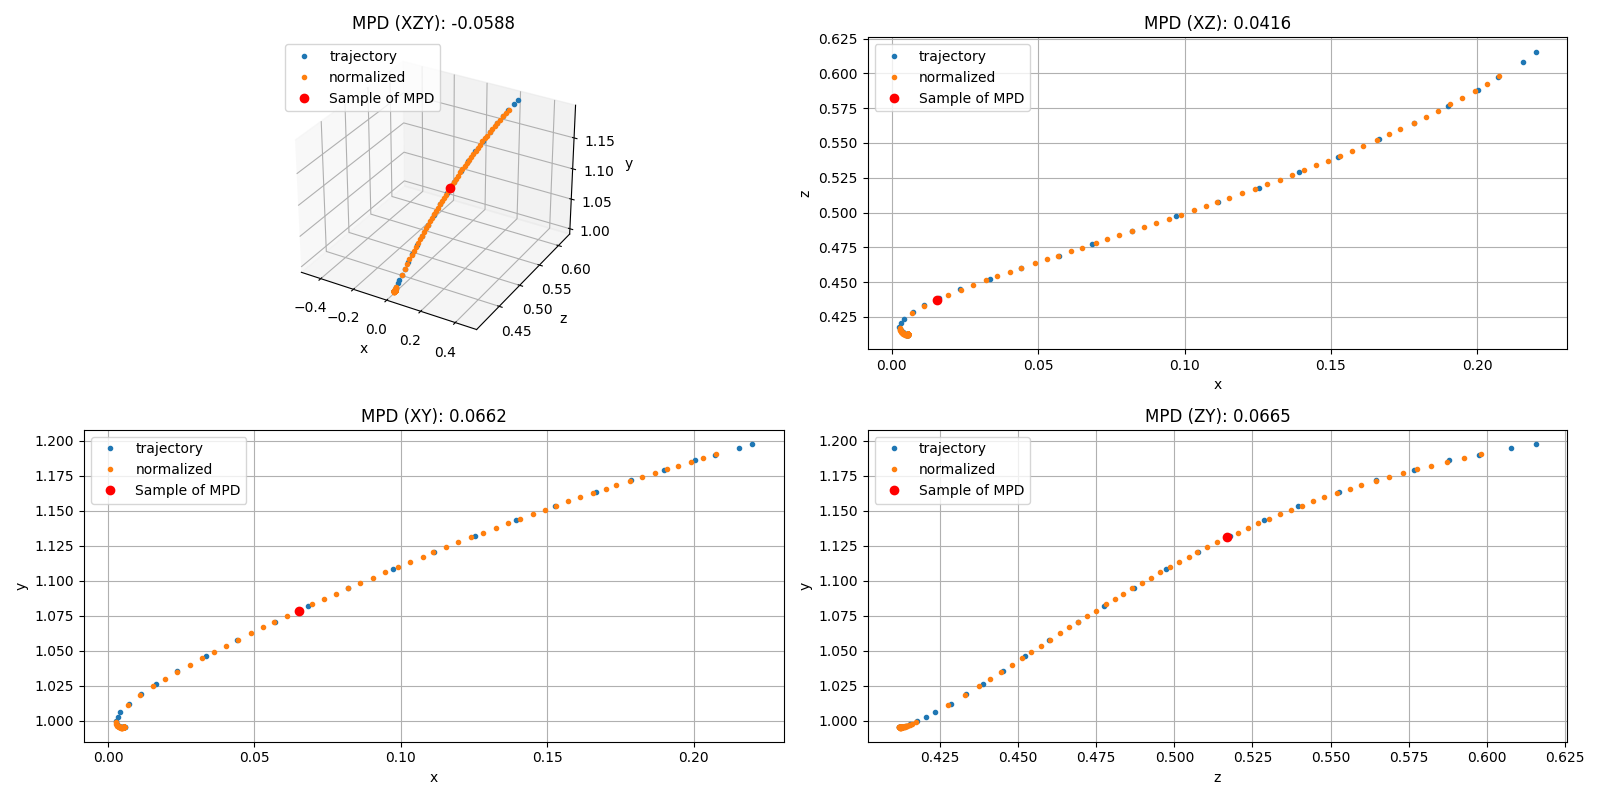 MPD (XZY): -0.0588
trajectory
normalized
Sample of MPD
1.15
1.10
1.05
1.00
y
0.60
0.55
0.50
0.45
z
−0.4
−0.2
0.0
0.2
0.4
x
MPD (XZ): 0.0416
trajectory
normalized
Sample of MPD
0.625
0.600
0.575
0.550
0.525
0.500
0.475
0.450
0.425
z
0.00 0.05 0.10 0.15 0.20
x
MPD (XY): 0.0662
trajectory
normalized
Sample of MPD
1.200
1.175
1.150
1.125
1.100
1.075
1.050
1.025
1.000
y
0.00 0.05 0.10 0.15 0.20
x
MPD (ZY): 0.0665
trajectory
normalized
Sample of MPD
1.200
1.175
1.150
1.125
1.100
1.075
1.050
1.025
1.000
y
0.425 0.450 0.475 0.500 0.525 0.550 0.575 0.600 0.625
z